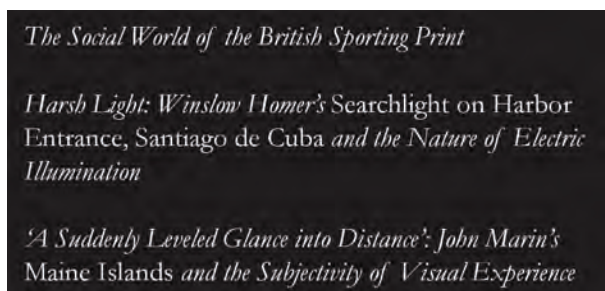 The Social World of the British Sporting Print
Harsh Light: Winslow Homer's Searchlight on Harbor
Entrance, Santiago de Cuba and the Nature of Electric
Illumination
'A Suddenly Leveled Glance into Distance': John Marin's
Maine Islands and the Subjectivity of Visual Experience